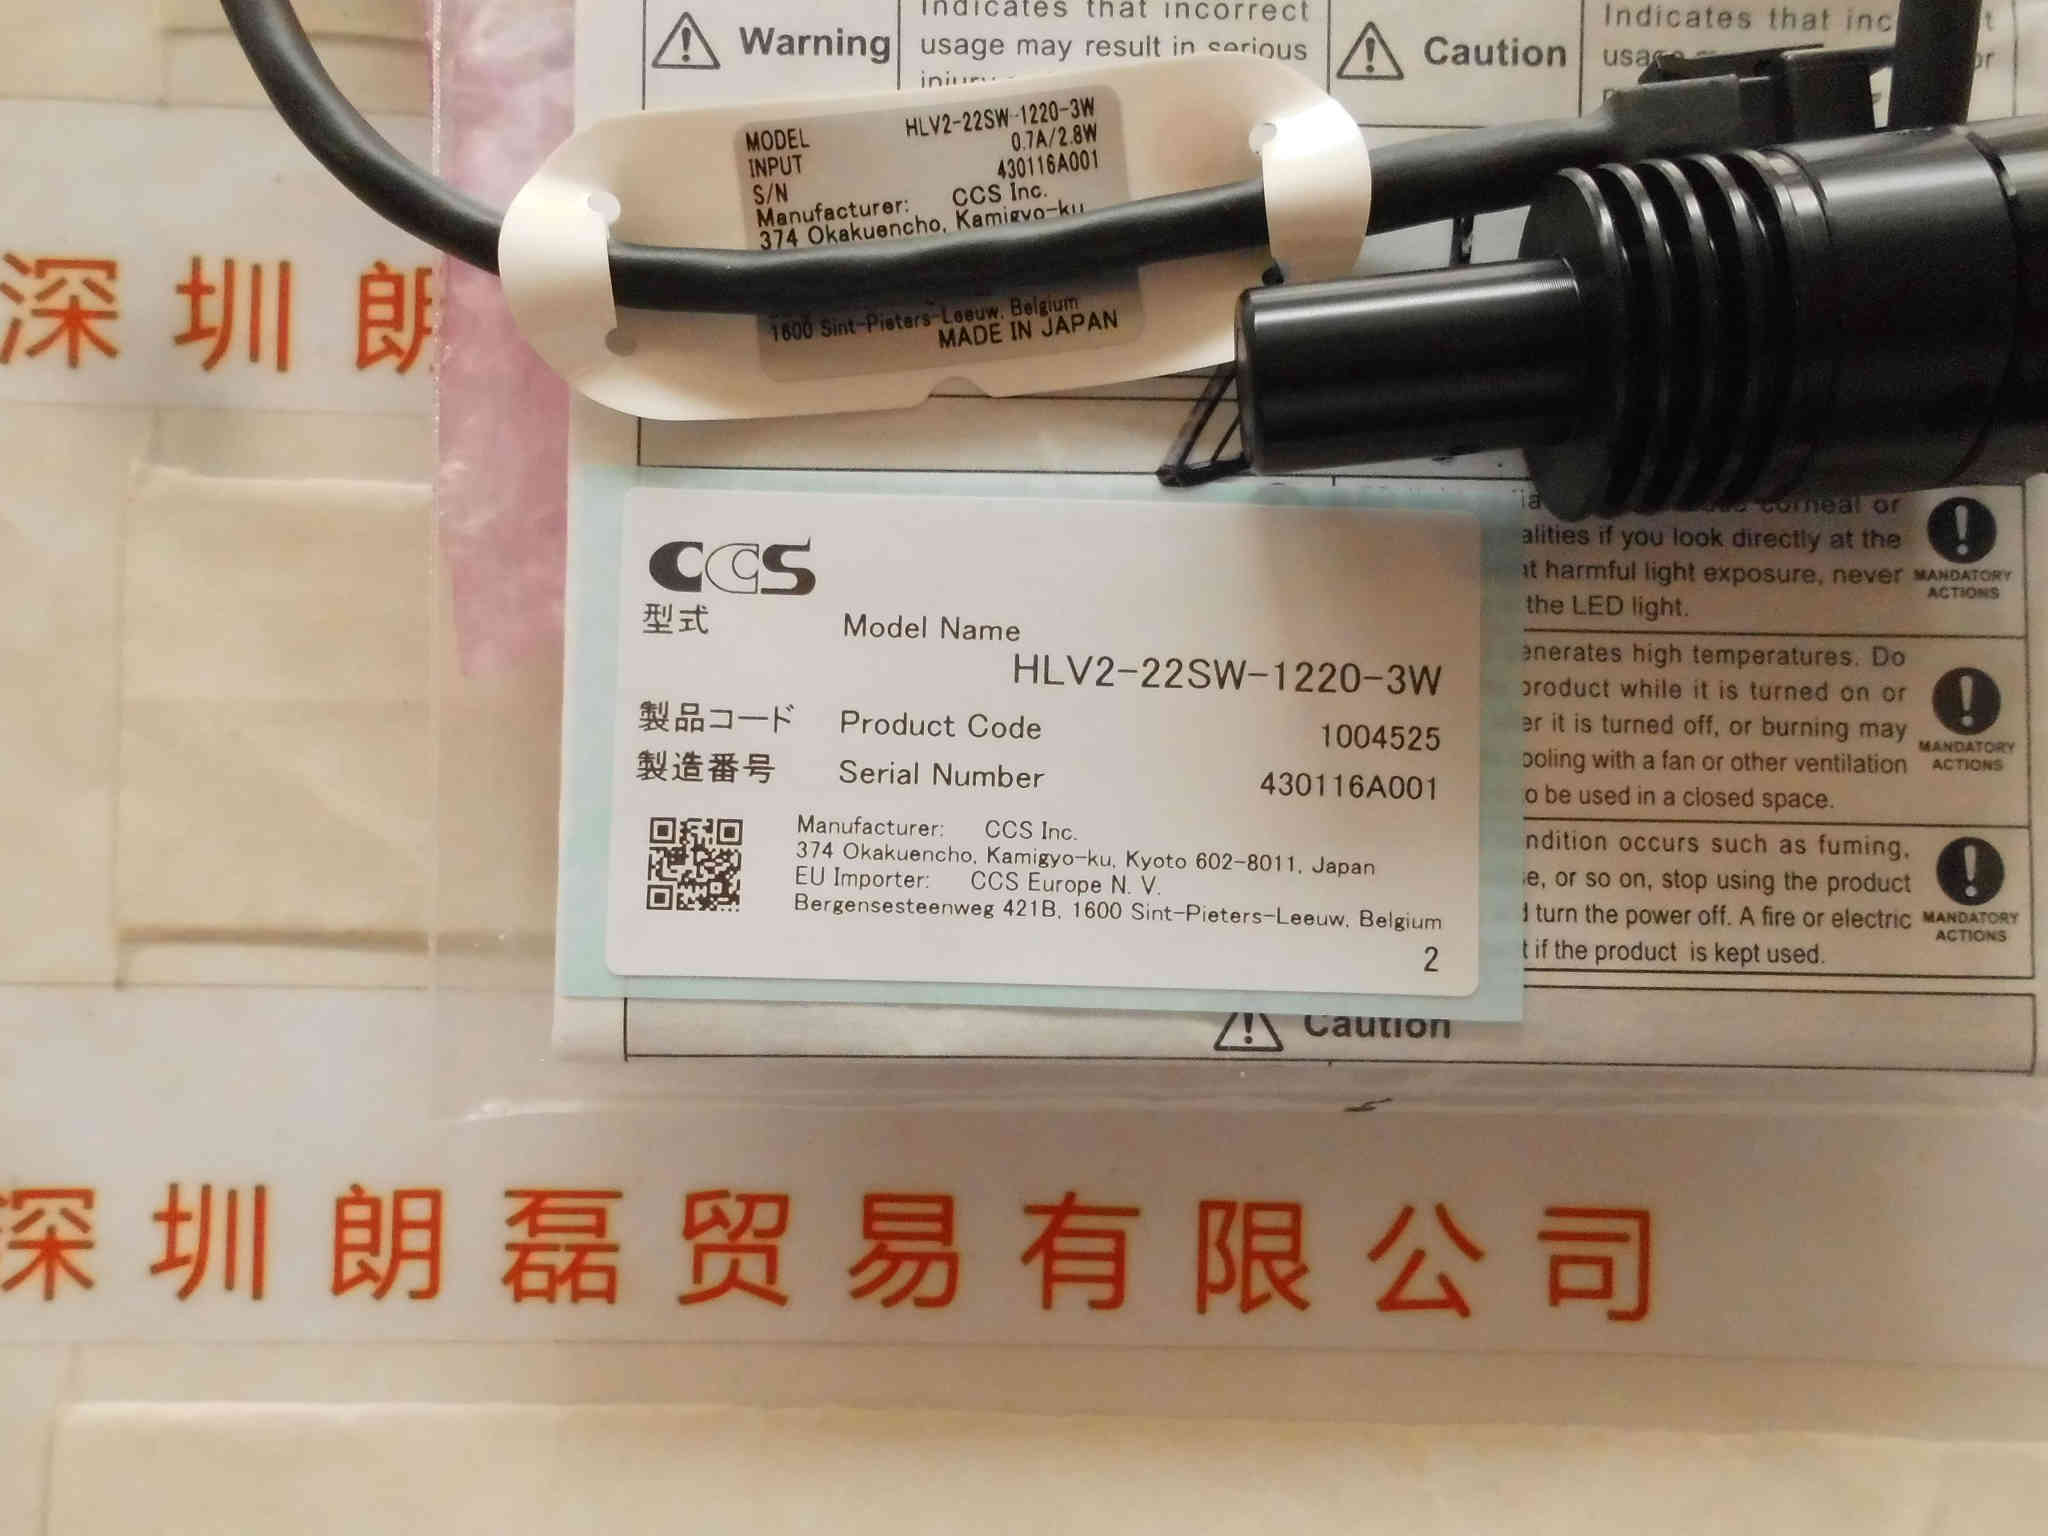 Indicates that incorrect
Warning
usage may result in serious
injury
Caution
Indicates that
MODEL HLV2-22SW-1220-3W
INPUT 0.7A/2.8W
S/N 430116A001
Manufacturer: CCS Inc.
374 Okakuencho, Kamigyo-ku
1600 Sint-Pieters-Leeuw, Belgium
MADE IN JAPAN
深圳朗
CCS
型式 Model Name
HLV2-22SW-1220-3W
製品コード Product Code 1004525
製造番号 Serial Number 430116A001
Manufacturer: CCS Inc.
374 Okakuencho, Kamigyo-ku, Kyoto 602-8011, Japan
EU Importer: CCS Europe N. V.
Bergensesteenweg 421B, 1600 Sint-Pieters-Leeuw, Belgium
2
corneal or
if you look directly at the
harmful light exposure, never
the LED light.
MANDATORY
ACTIONS
high temperatures. Do
product while it is turned on or
it is turned off, or burning may
with a fan or other ventilation
be used in a closed space.
MANDATORY
ACTIONS
occurs such as fuming,
or so on, stop using the product
turn the power off. A fire or electric
if the product is kept used.
MANDATORY
ACTIONS
Caution
深圳朗磊贸易有限公司